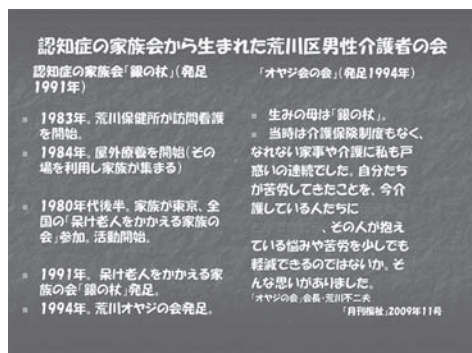 認知症の家族会から生まれた荒川区男性介護者の会
認知症の家族会「銀の杖」(発足
1991年)
1983年。荒川保健所が訪問看護
を開始。
1984年。屋外療養を開始(その
場を利用し家族が集まる)
1980年代後半。家族が東京、全
国の「呆け老人をかかえる家族の
会」参加。活動開始。
1991年。呆け老人をかかえる家
族の会「銀の杖」発足。
1994年。荒川オヤジの会発足。
「オヤジ会の会」(発足1994年)
生みの母は「銀の杖」。
当時は介護保険制度もなく、
なれない家事や介護に私も戸
惑いの連続でした。自分たち
が苦労してきたことを、今介
護している人たちに
、その人が抱え
ている悩みや苦労を少しでも
軽減できるのではないか。そ
んな思いがありました。
「オヤジの会」会長・荒川不二夫
「月刊福祉」2009年11号